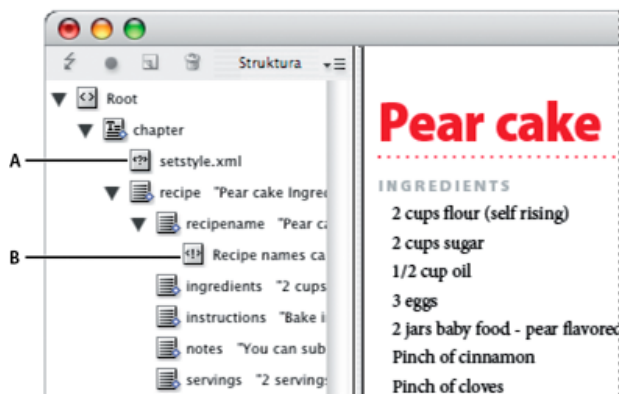 Struktura
Root
chapter
A
setstyle.xml
recipe "Pear cake Ingre
recipename "Pear ca
B
Recipe names ca
ingredients "2 cups
instructions "Bake i
notes "You can sub
servings "2 serving
Pear cake
INGREDIENTS
2 cups flour (self rising)
2 cups sugar
1/2 cup oil
3 eggs
2 jars baby food - pear flavored
Pinch of cinnamon
Pinch of cloves